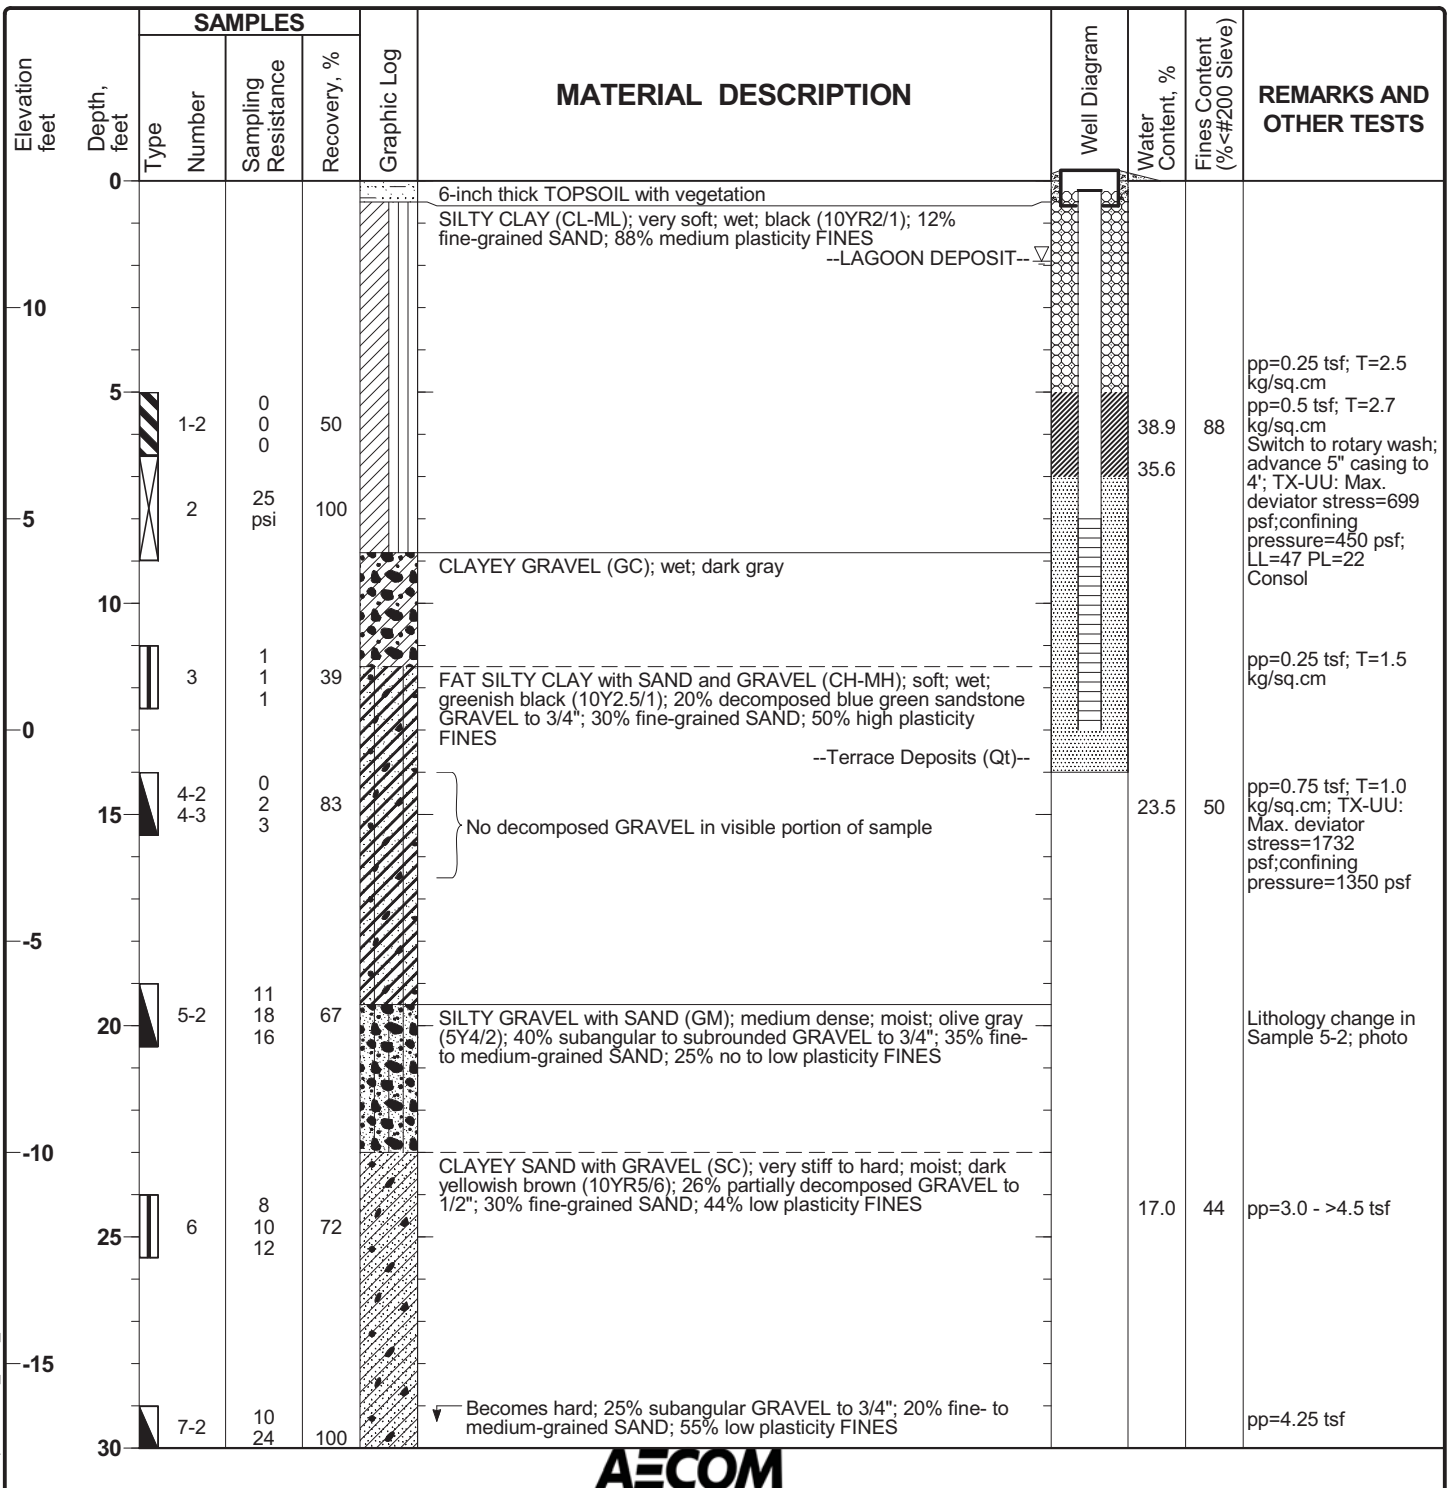 SAMPLES
Elevation
feet
Depth,
feet
Type
Number
Sampling
Resistance
Recovery, %
Graphic Log
MATERIAL DESCRIPTION
Well Diagram
Water
Content, %
Fines Content
(%<#200 Sieve)
REMARKS AND
OTHER TESTS
0
6-inch thick TOPSOIL with vegetation
SILTY CLAY (CL-ML); very soft; wet; black (10YR2/1); 12%
fine-grained SAND; 88% medium plasticity FINES
--LAGOON DEPOSIT--
10
pp=0.25 tsf; T=2.5
kg/sq.cm
5
1-2
0
0
0
50
38.9
88
35.6
pp=0.5 tsf; T=2.7
kg/sq.cm
Switch to rotary wash;
advance 5" casing to
4'; TX-UU: Max.
deviator stress=699
psf;confining
pressure=450 psf;
LL=47 PL=22
Consol
5
2
25
psi
100
CLAYEY GRAVEL (GC); wet; dark gray
10
3
1
1
1
39
FAT SILTY CLAY with SAND and GRAVEL (CH-MH); soft; wet;
greenish black (10Y2.5/1); 20% decomposed blue green sandstone
GRAVEL to 3/4"; 30% fine-grained SAND; 50% high plasticity
FINES
pp=0.25 tsf; T=1.5
kg/sq.cm
0
--Terrace Deposits (Qt)--
15
4-2
4-3
0
2
3
83
No decomposed GRAVEL in visible portion of sample
23.5
50
pp=0.75 tsf; T=1.0
kg/sq.cm; TX-UU:
Max. deviator
stress=1732
psf;confining
pressure=1350 psf
-5
20
5-2
11
18
16
67
SILTY GRAVEL with SAND (GM); medium dense; moist; olive gray
(5Y4/2); 40% subangular to subrounded GRAVEL to 3/4"; 35% fine-
to medium-grained SAND; 25% no to low plasticity FINES
Lithology change in
Sample 5-2; photo
-10
CLAYEY SAND with GRAVEL (SC); very stiff to hard; moist; dark
yellowish brown (10YR5/6); 26% partially decomposed GRAVEL to
1/2"; 30% fine-grained SAND; 44% low plasticity FINES
25
6
8
10
12
72
17.0
44
pp=3.0 - >4.5 tsf
-15
7-2
10
24
100
Becomes hard; 25% subangular GRAVEL to 3/4"; 20% fine- to
medium-grained SAND; 55% low plasticity FINES
pp=4.25 tsf
30
AECOM